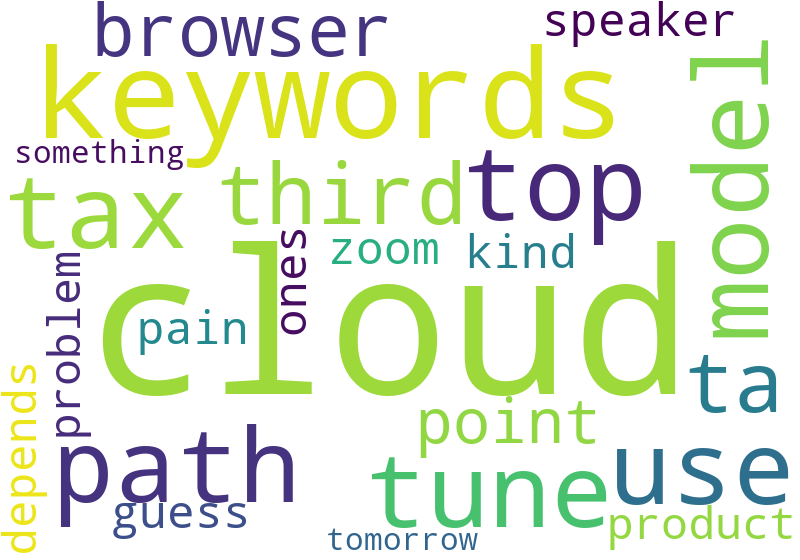 browser
speaker
keywords
model
something
tax
third
top
ones
zoom
kind
cloud
problem
pain
depends
path
guess
point
tune
ta
use
product
tomorrow